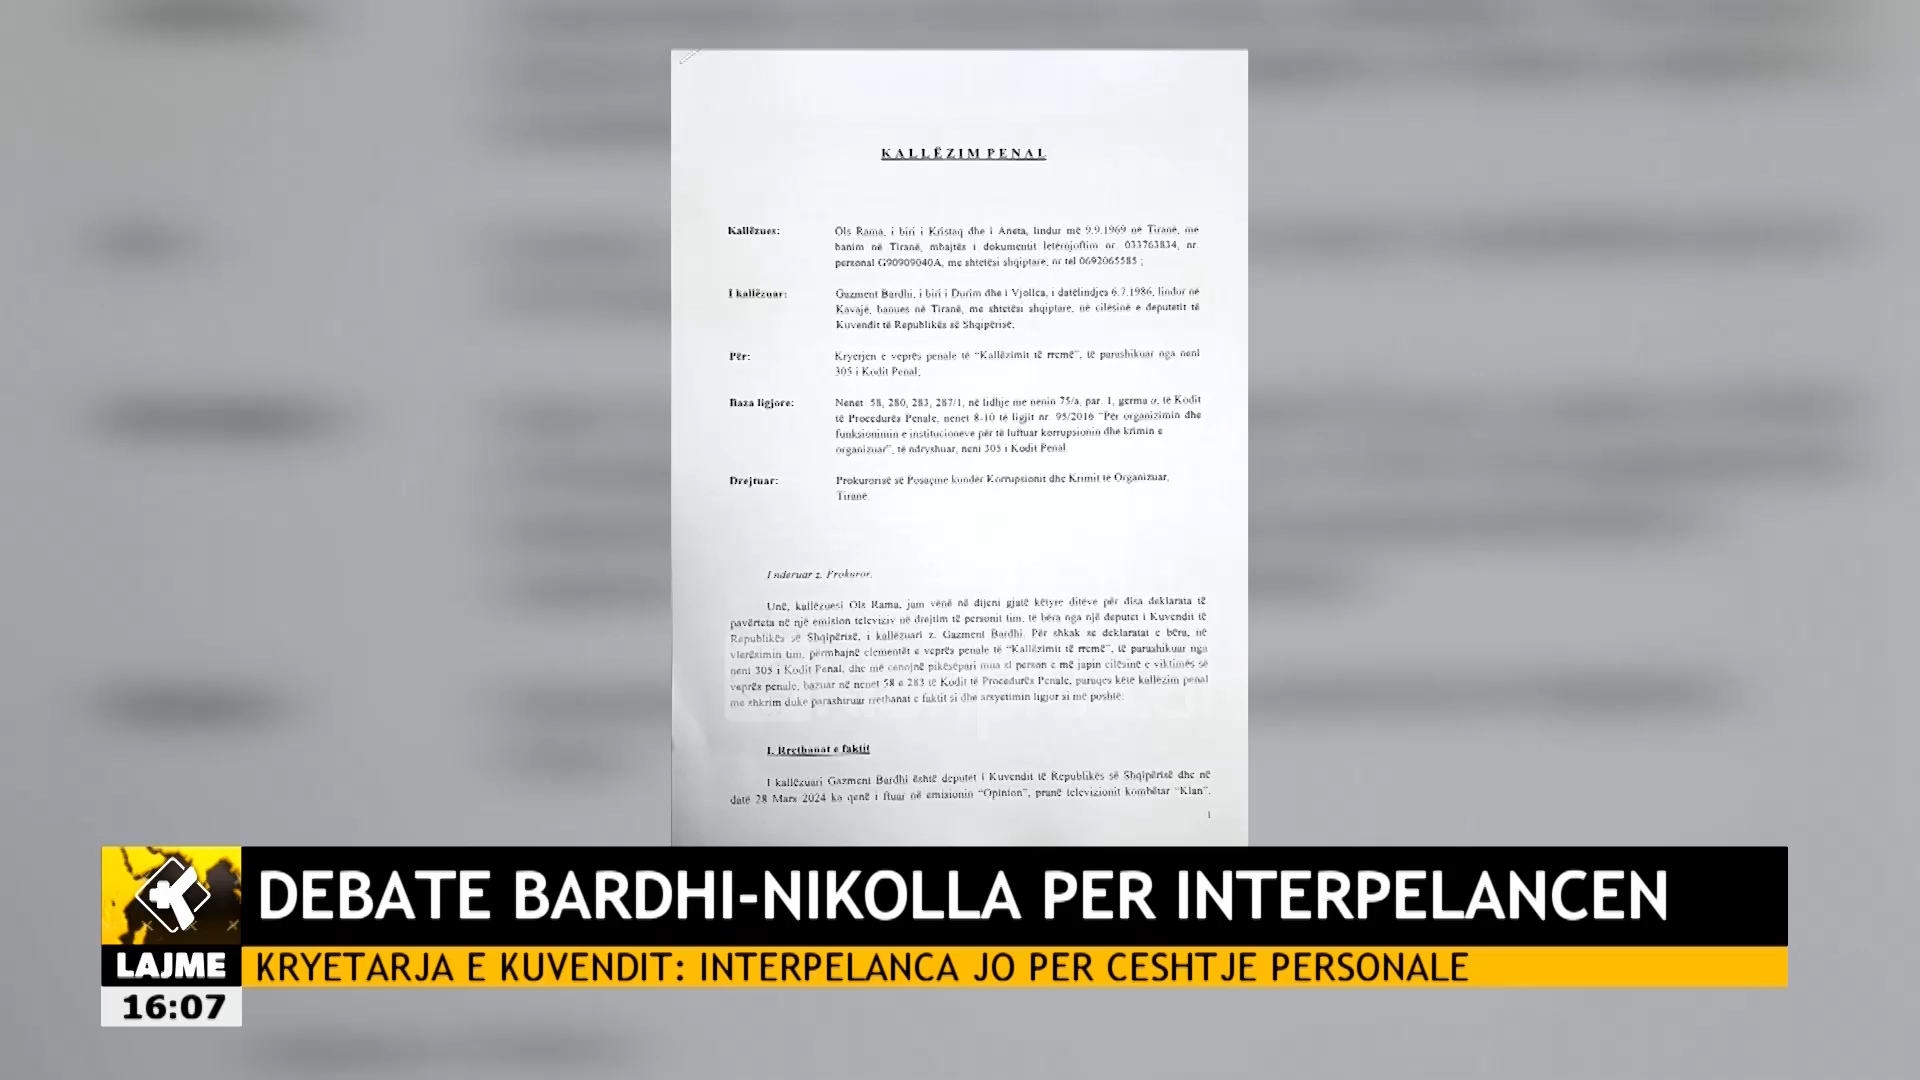 KALLËZIM PENAL
Kallëzues: Ols Rama, i biri i Kristaq dhe i Aneta, lindur më 9.9.1969 në Tiranë, me
banim në Tiranë, mbajtës i dokumentit letërnjoftim nr. 033763834, nr.
personal G90909040A, me shtetësi shqiptare, nr tel 0692065585 ;
I kallëzuar: Gazment Bardhi, i biri i Durim dhe i Vjollca, i datëlindjes 6.7.1986, lindur në
Kavajë, banues në Tiranë, me shtetësi shqiptare, në cilësinë e deputetit të
Kuvendit të Republikës së Shqipërisë;
Për: Kryerjen e veprës penale të “Kallëzimit të rremë”, të parashikuar nga neni
305 i Kodit Penal;
Baza ligjore: Nenet 58, 280, 283, 287/1, në lidhje me nenin 75/a, par. 1, germa a, të Kodit
të Procedurës Penale, nenet 8-10 të ligjit nr. 95/2016 “Për organizimin dhe
funksionimin e institucioneve për të luftuar korrupsionin dhe krimin e
organizuar”, të ndryshuar, neni 305 i Kodit Penal.
Drejtuar: Prokurorisë së Posaçme kundër Korrupsionit dhe Krimit të Organizuar,
Tiranë.
I nderuar z. Prokuror,
Unë, kallëzuesi Ols Rama, jam vënë në dijeni gjatë këtyre ditëve për disa deklarata të
pavërteta në një emision televiziv në drejtim të personit tim, të bëra nga një deputet i Kuvendit të
Republikës së Shqipërisë, i kallëzuari z. Gazment Bardhi. Për shkak se deklaratat e bëra, në
vlerësimin tim, përmbajnë elementët e veprës penale të “Kallëzimit të rremë”, të parashikuar nga
neni 305 i Kodit Penal, dhe më cenojnë pikësëpari mua si person e më japin cilësinë e viktimës së
veprës penale, bazuar në nenet 58 e 283 të Kodit të Procedurës Penale, paraqes këtë kallëzim penal
me shkrim duke parashtruar rrethanat e faktit si dhe arsyetimin ligjor si më poshtë:
I. Rrethanat e faktit
I kallëzuari Gazment Bardhi është deputet i Kuvendit të Republikës së Shqipërisë dhe në
datë 28 Mars 2024 ka qenë i ftuar në emisionin “Opinion”, pranë televizionit kombëtar “Klan”.
1
DEBATE BARDHI-NIKOLLA PER INTERPELANCEN
LAJME
KRYETARJA E KUVENDIT: INTERPELANCA JO PER CESHTJE PERSONALE
16:07